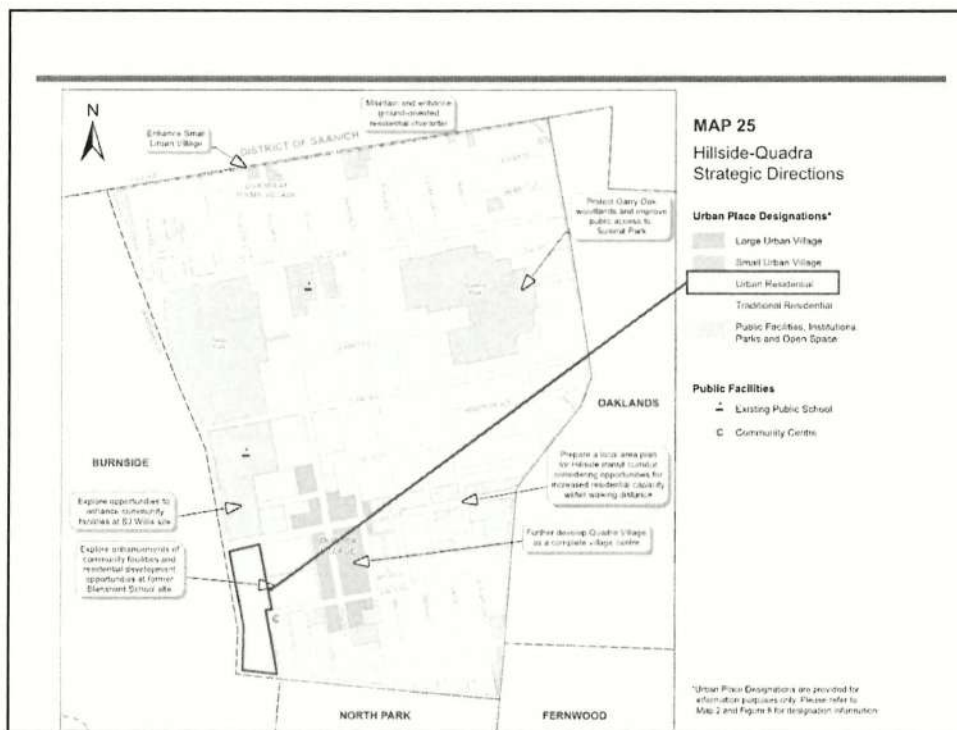 N
Enhance Small
Urban Village
Maintain and enhance
ground-oriented
residential character
DISTRICT OF SAANICH
Protect Garry Oak
woodlands and improve
public access to
Summit Park
OAKLANDS
BURNSIDE
Explore opportunities to
enhance community
facilities at SJ Willis site
Prepare a local area plan
for Hillside transit corridor
considering opportunities for
increased residential capacity
within walking distance
Explore enhancements of
community facilities and
residential development
opportunities at former
Blanshard School site
Further develop Quadra Village
as a complete village centre
C
NORTH PARK
FERNWOOD
MAP 25
Hillside-Quadra
Strategic Directions
Urban Place Designations*
Large Urban Village
Small Urban Village
Urban Residential
Traditional Residential
Public Facilities, Institutional
Parks and Open Space
Public Facilities
Existing Public School
C Community Centre
*Urban Place Designations are provided for
information purposes only. Please refer to
Map 2 and Figure 8 for designation information